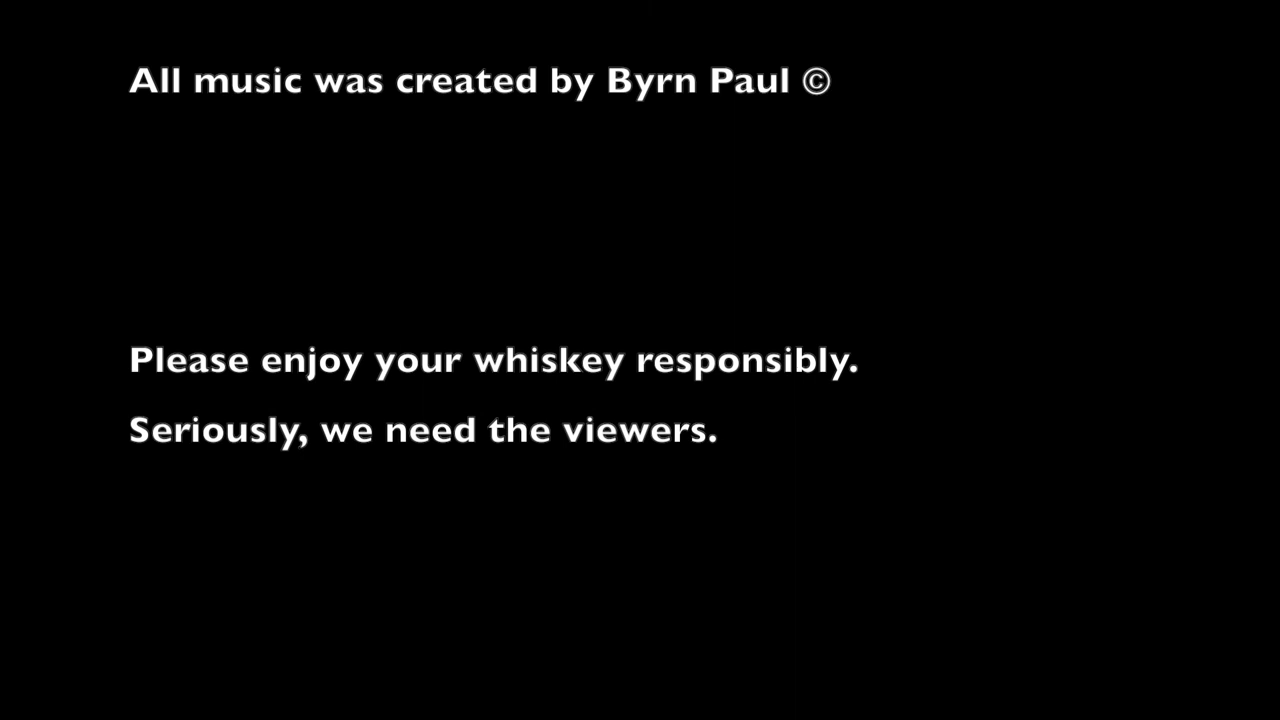 All music was created by Byrn Paul ©
Please enjoy your whiskey responsibly.
Seriously, we need the viewers.